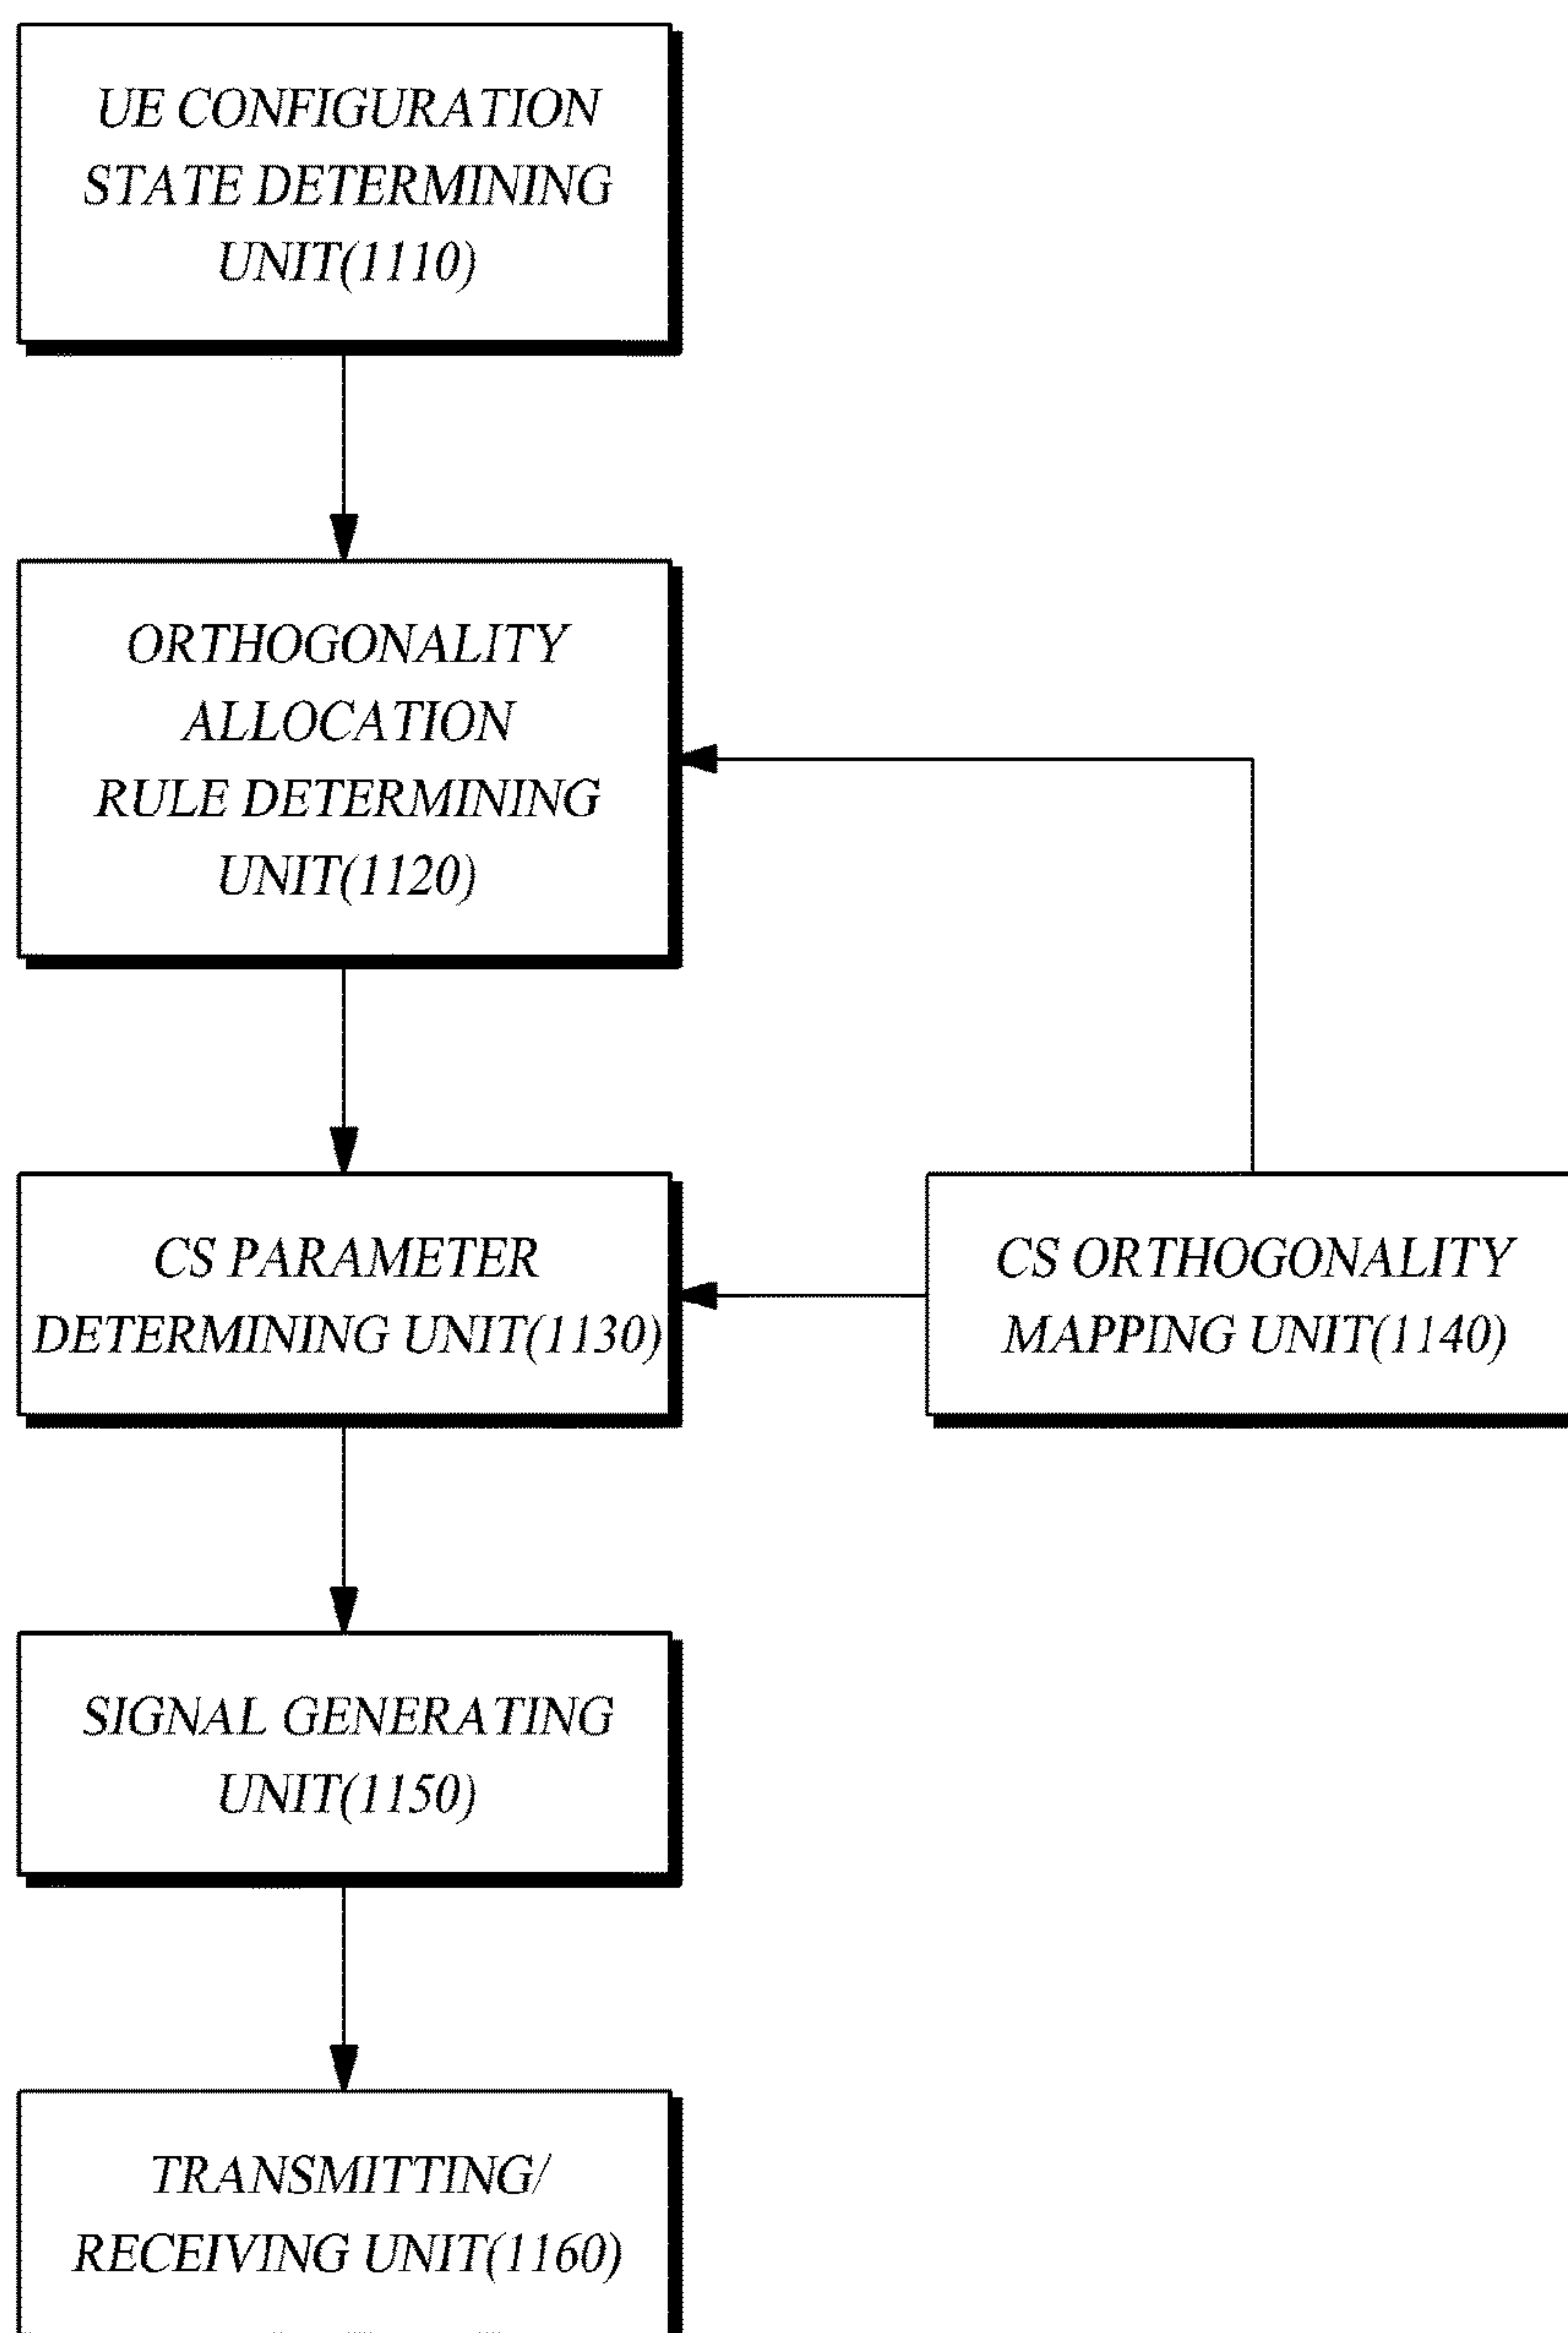 UE CONFIGURATION
STATE DETERMINING
UNIT(1110)
ORTHOGONALITY
ALLOCATION
RULE DETERMINING
UNIT(1120)
CS PARAMETER
DETERMINING UNIT(1130)
CS ORTHOGONALITY
MAPPING UNIT(1140)
SIGNAL GENERATING
UNIT(1150)
TRANSMITTING/
RECEIVING UNIT(1160)